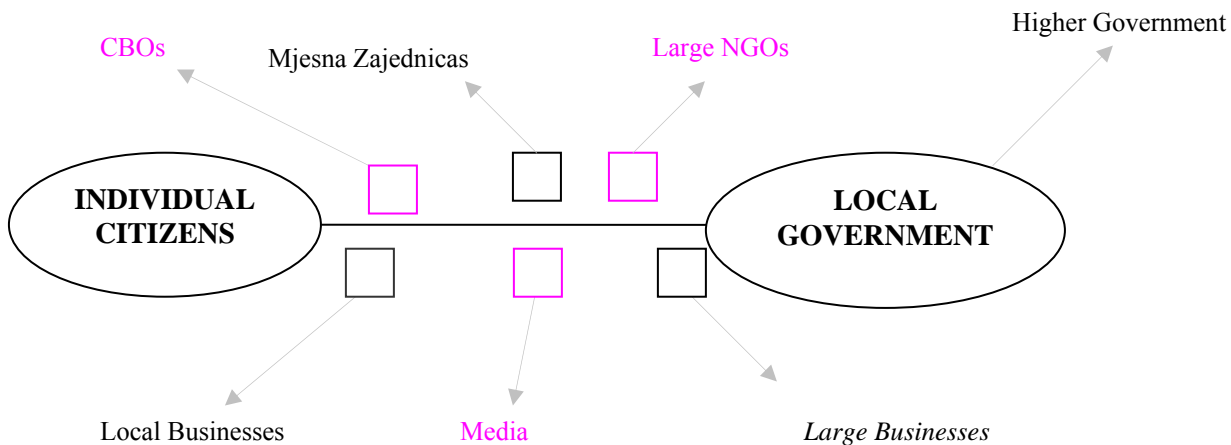 Higher Government
CBOs
Mjesna Zajednicas
Large NGOs
INDIVIDUAL
CITIZENS
LOCAL
GOVERNMENT
Local Businesses
Media
Large Businesses